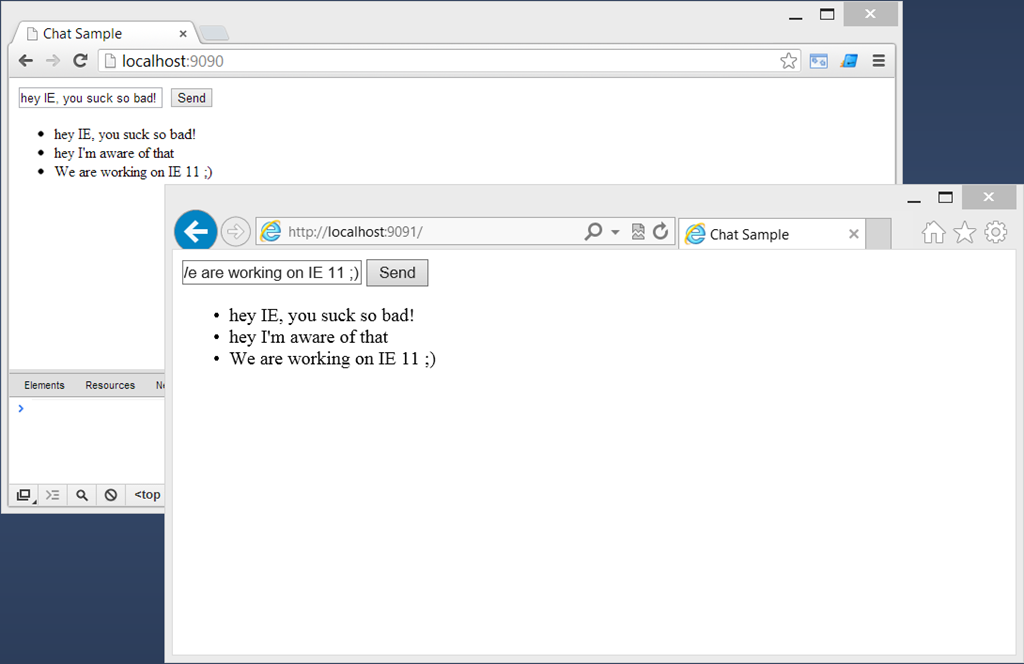 Chat Sample
localhost:9090
hey IE, you suck so bad! Send
hey IE, you suck so bad!
hey I'm aware of that
We are working on IE 11 ;)
http://localhost:9091/ Chat Sample
/e are working on IE 11 ;) Send
hey IE, you suck so bad!
hey I'm aware of that
We are working on IE 11 ;)
Elements Resources Ne
<top